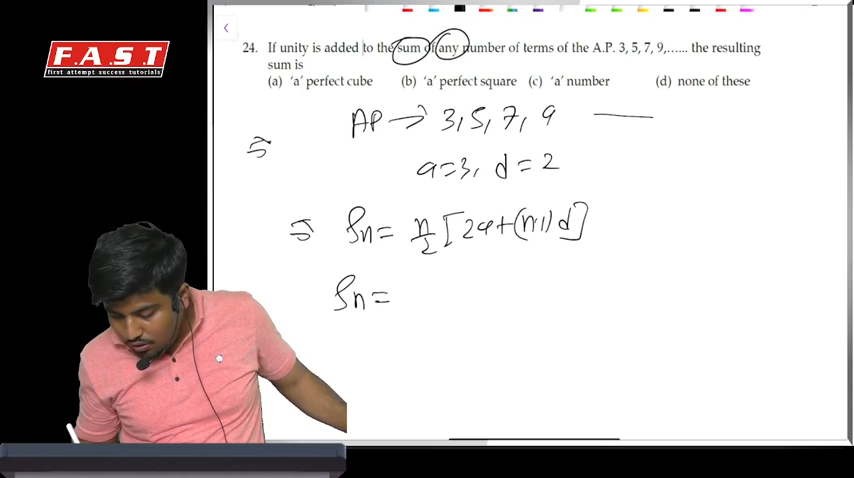 F.A.S.T
first attempt success tutorials
24. If unity is added to the sum of any number of terms of the A.P. 3, 5, 7, 9,...... the resulting
sum is
(a) ‘a’ perfect cube (b) ‘a’ perfect square (c) ‘a’ number (d) none of these
AP → 3, 5, 7, 9 ——
⇒
a=3, d=2
⇒ Sn = n/2 [2a+(n-1)d]
Sn =